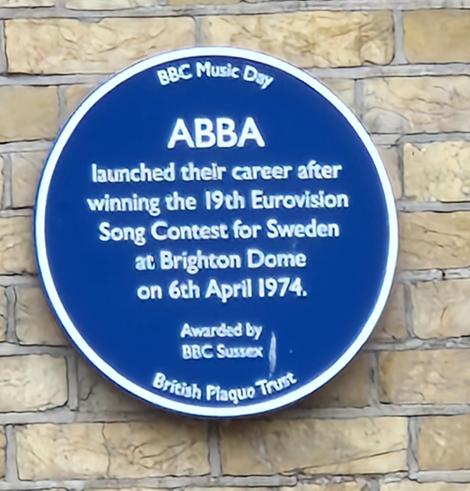 BBC Music Day
ABBA
launched their career after
winning the 19th Eurovision
Song Contest for Sweden
at Brighton Dome
on 6th April 1974.
Awarded by
BBC Sussex
British Plaque Trust